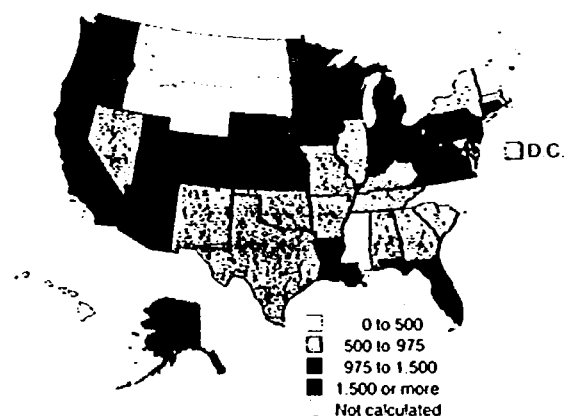 D.C.
0 to 500
500 to 975
975 to 1.500
1.500 or more
Not calculated